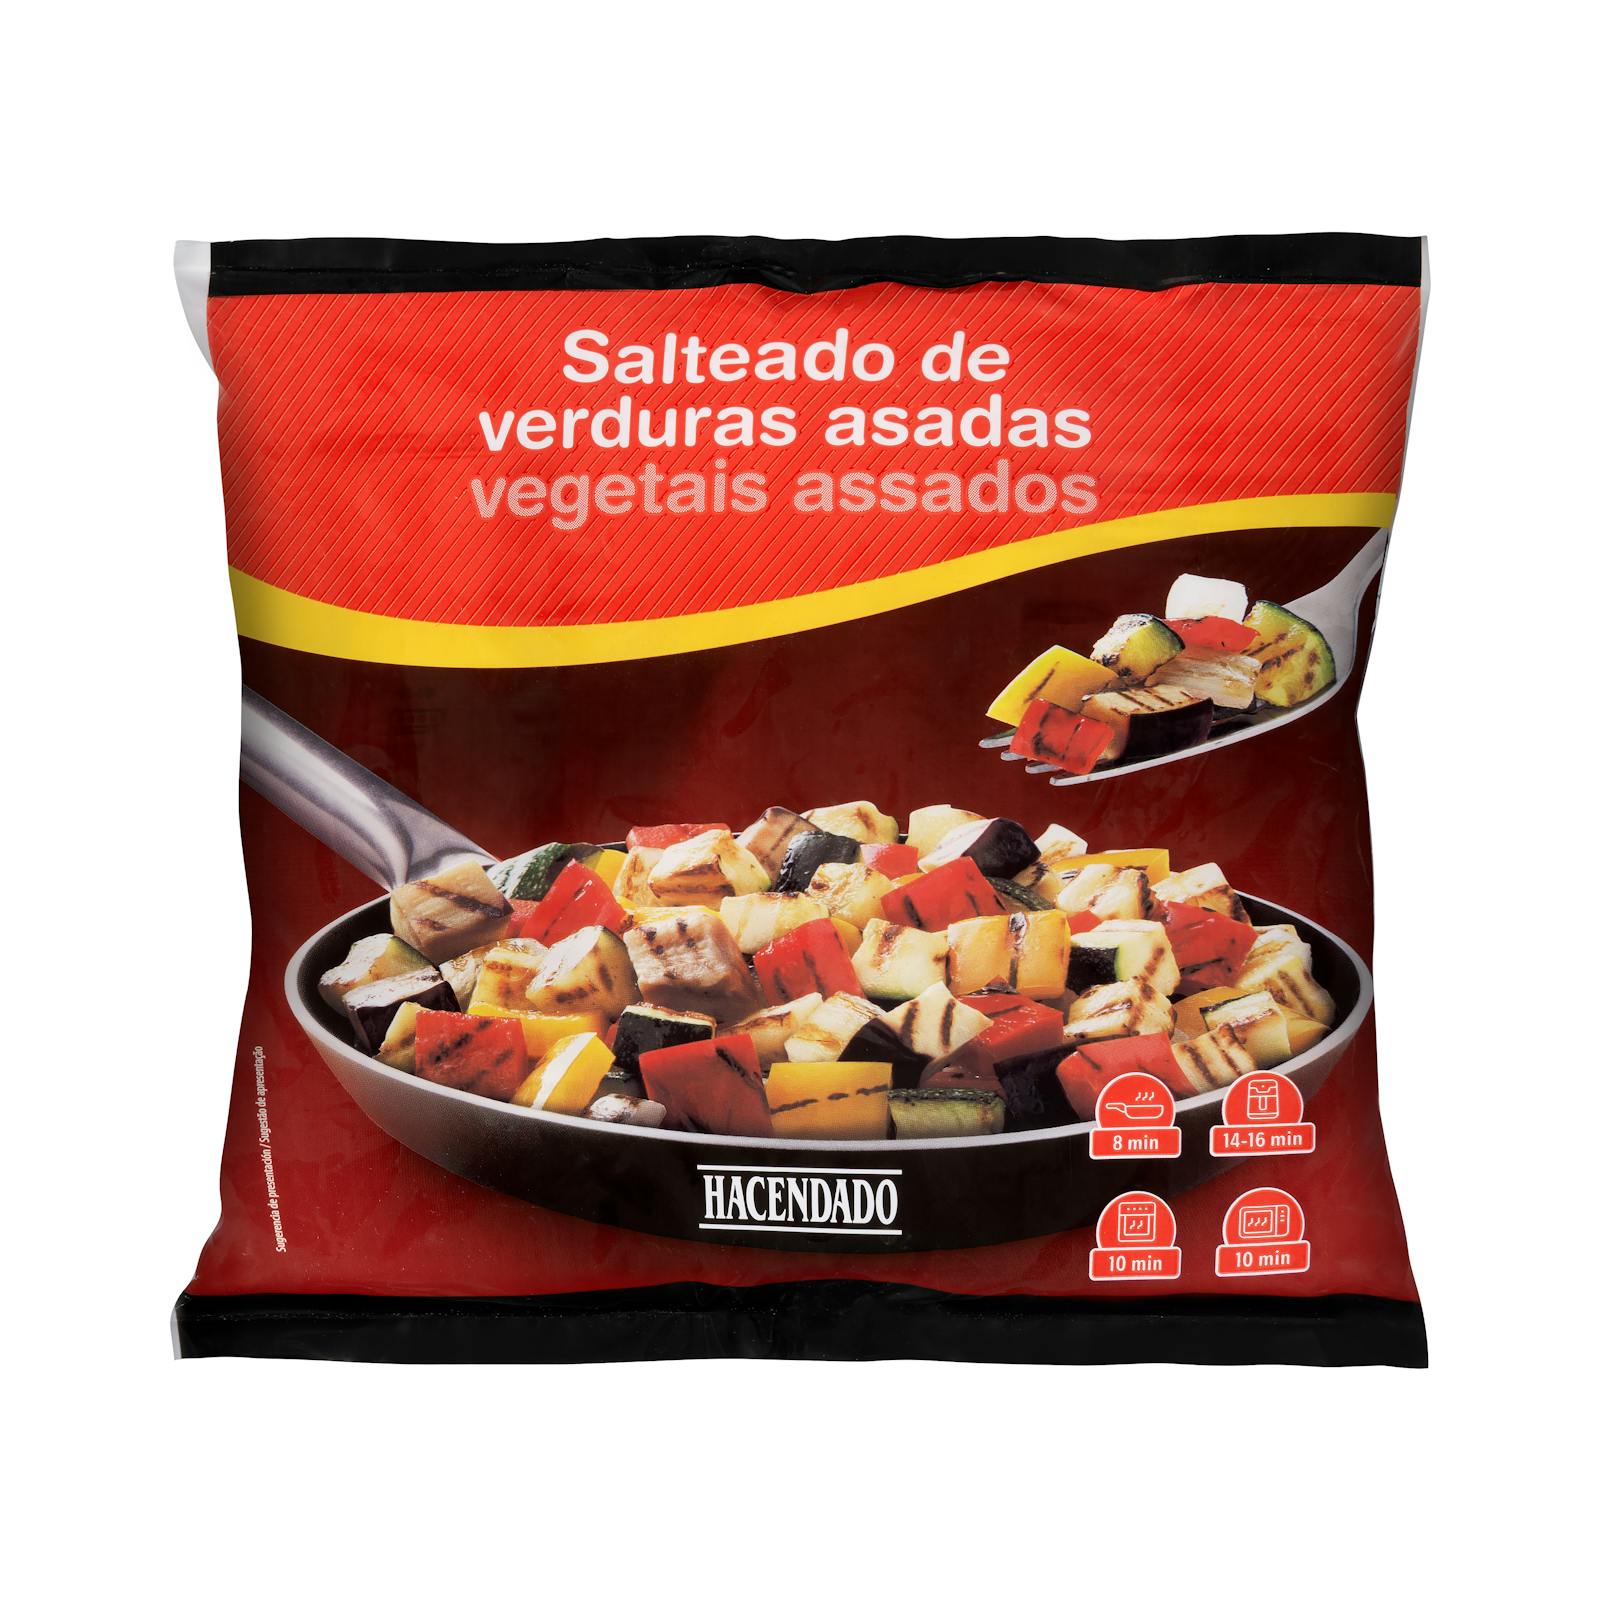 Salteado de
verduras asadas
vegetais assados
Sugerencia de presentación / Sugestão de apresentação
HACENDADO
8 min
14-16 min
10 min
10 min